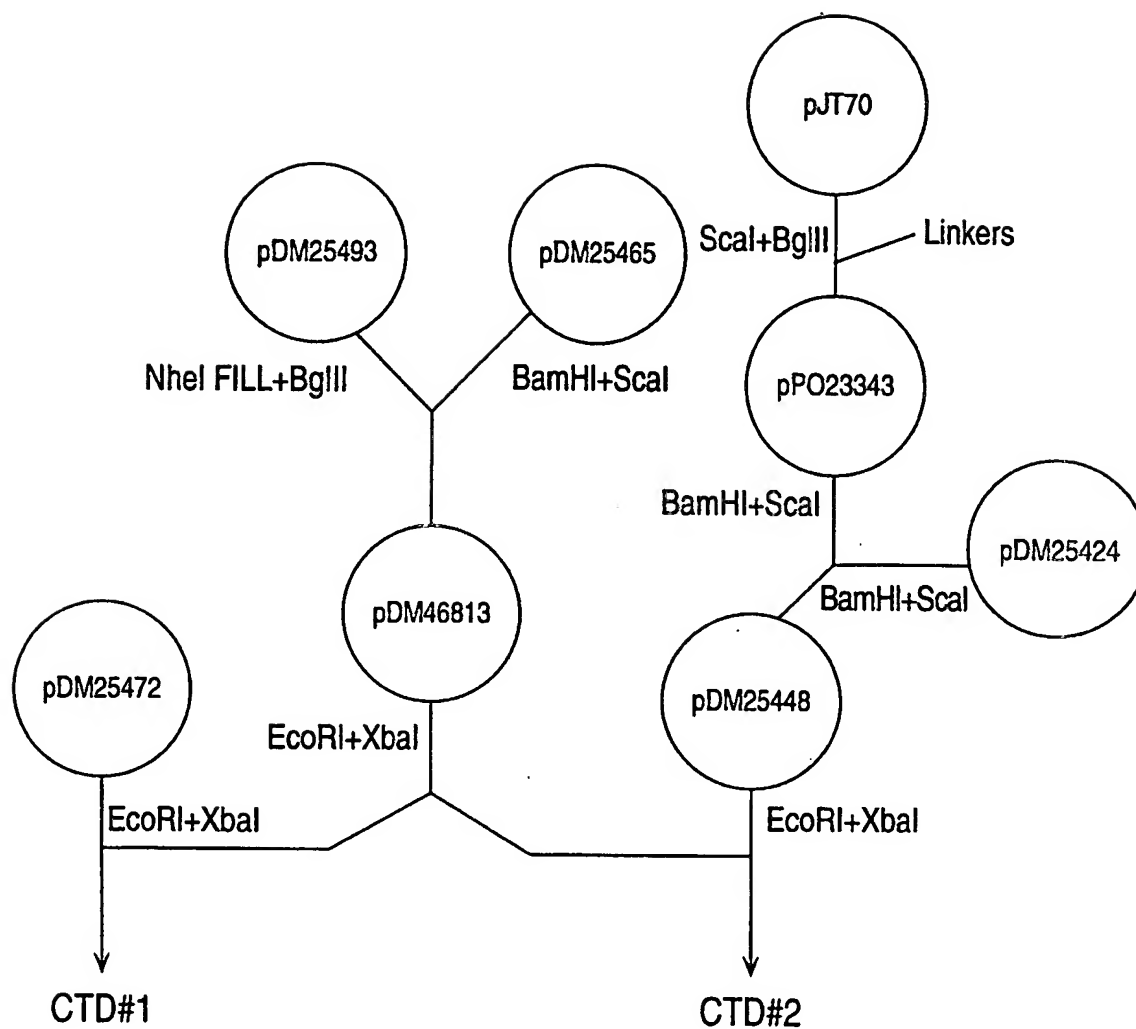 pJT70
pDM25493
pDM25465
ScaI+BglII
Linkers
NheI FILL+BglII
BamHI+ScaI
pPO23343
BamHI+ScaI
pDM25424
BamHI+ScaI
pDM46813
pDM25472
pDM25448
EcoRI+XbaI
EcoRI+XbaI
EcoRI+XbaI
CTD#1
CTD#2